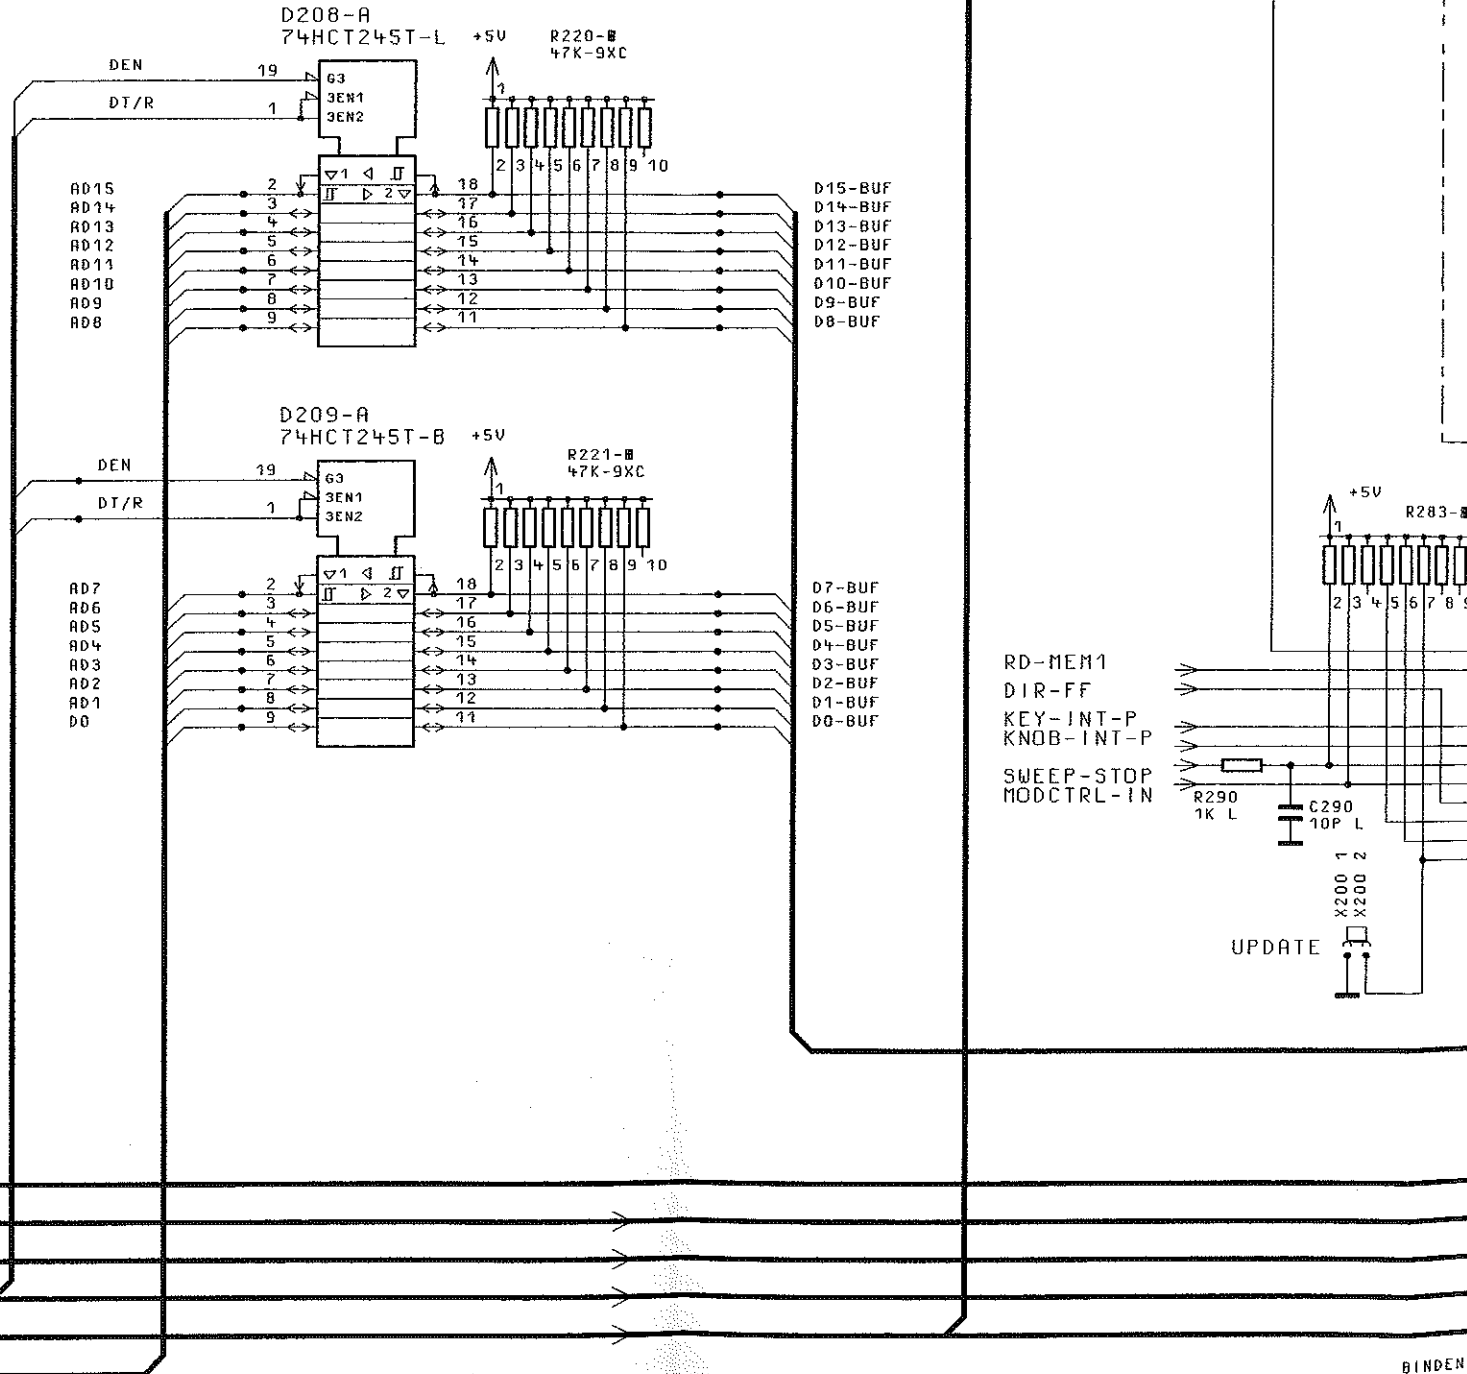 D208-A
74HCT245T-L
+5V
R220-
47K-9XC
DEN
19
G3
DT/R
1
3EN1
3EN2
1
2 3 4 5 6 7 8 9 10
1
2
AD15 2 18 D15-BUF
AD14 3 17 D14-BUF
AD13 4 16 D13-BUF
AD12 5 15 D12-BUF
AD11 6 14 D11-BUF
AD10 7 13 D10-BUF
AD9 8 12 D9-BUF
AD8 9 11 D8-BUF
D209-A
74HCT245T-B
+5V
R221-
47K-9XC
DEN
19
G3
DT/R
1
3EN1
3EN2
1
2 3 4 5 6 7 8 9 10
1
2
AD7 2 18 D7-BUF
AD6 3 17 D6-BUF
AD5 4 16 D5-BUF
AD4 5 15 D4-BUF
AD3 6 14 D3-BUF
AD2 7 13 D2-BUF
AD1 8 12 D1-BUF
D0 9 11 D0-BUF
+5V
R283-
1
2 3 4 5 6 7 8 9
RD-MEM1
DIR-FF
KEY-INT-P
KNOB-INT-P
SWEEP-STOP
MODCTRL-IN
R290
1K L
C290
10P L
X200 1
X200 2
UPDATE
BINDEN